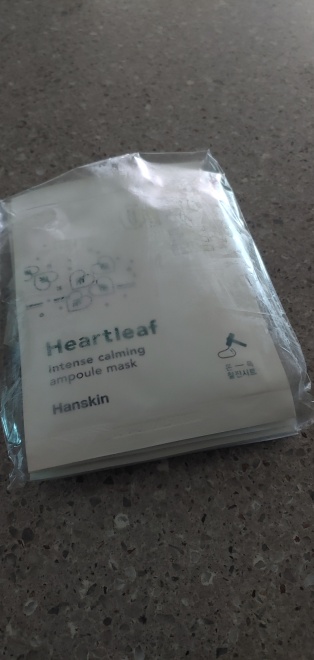 Heartleaf
intense calming
ampoule mask
Hanskin